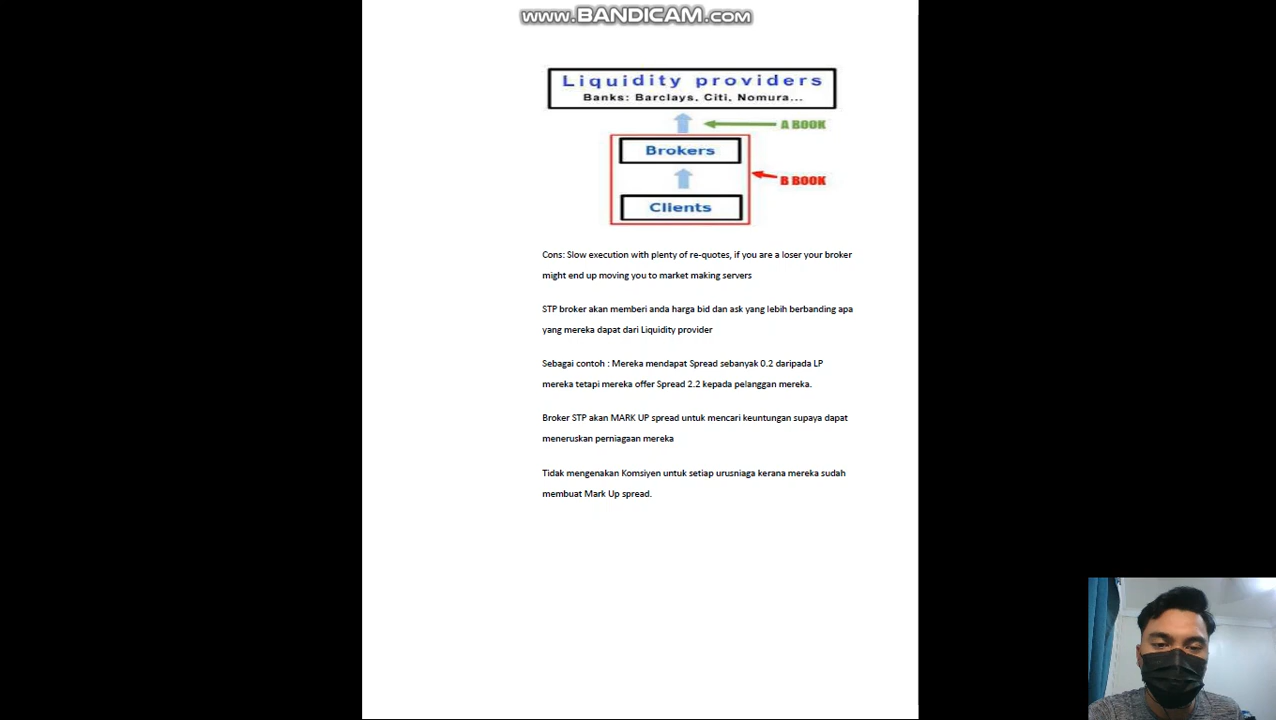 www.BANDICAM.com
Liquidity providers
Banks: Barclays, Citi, Nomura...
A BOOK
Brokers
B BOOK
Clients
Cons: Slow execution with plenty of re-quotes, if you are a loser your broker
might end up moving you to market making servers
STP broker akan memberi anda harga bid dan ask yang lebih berbanding apa
yang mereka dapat dari Liquidity provider
Sebagai contoh : Mereka mendapat Spread sebanyak 0.2 daripada LP
mereka tetapi mereka offer Spread 2.2 kepada pelanggan mereka.
Broker STP akan MARK UP spread untuk mencari keuntungan supaya dapat
meneruskan perniagaan mereka
Tidak mengenakan Komsiyen untuk setiap urusniaga kerana mereka sudah
membuat Mark Up spread.